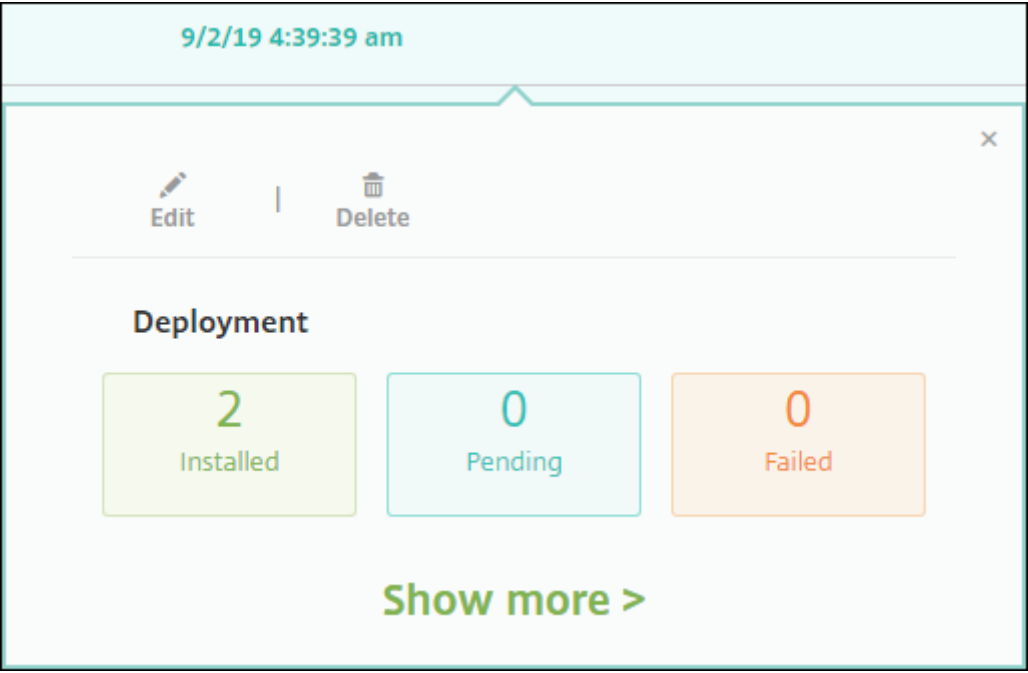 9/2/19 4:39:39 am
×
Edit | Delete
Deployment
2 0 0
Installed Pending Failed
Show more >